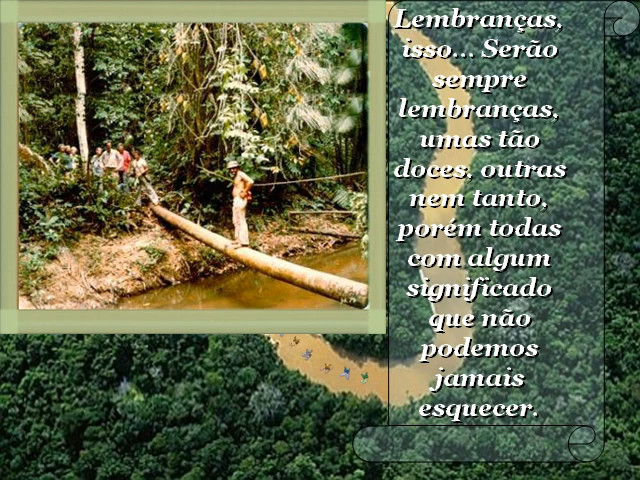 Lembranças,
isso... Serão
sempre
lembranças,
umas tão
doces, outras
nem tanto,
porém todas
com algum
significado
que não
podemos
jamais
esquecer.